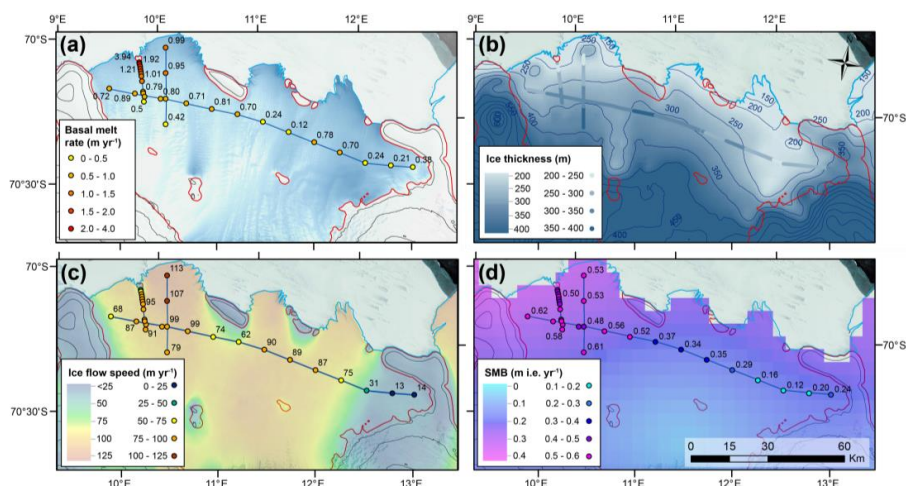 9°E 10°E 11°E 12°E 9°E 10°E 11°E 12°E
70°S
(a)
0.99
3.94 1.92
1.21
0.95
1.01
0.72 0.89 0.79 0.80 0.71 0.81 0.70 0.24 0.12 0.78 0.70 0.24 0.21 0.38
0.5
0.42
Basal melt
rate (m yr⁻¹)
0 - 0.5
0.5 - 1.0
1.0 - 1.5
1.5 - 2.0
2.0 - 4.0
70°30'S
(b)
70°S
250 150
250
250
150
150
300
250
200
200
250
350
350
400
400
Ice thickness (m)
200
250
300
350
400
200 - 250
250 - 300
300 - 350
350 - 400
70°30'S
70°S
(c)
113
95
107
68 87 91 99 99 74 62 90 89 87 75 31 13 14
79
Ice flow speed (m yr⁻¹)
<25
50
75
100
125
0 - 25
25 - 50
50 - 75
75 - 100
100 - 125
70°30'S
70°S
(d)
0.53
0.50
0.53
0.62 0.58 0.48 0.56 0.52 0.37 0.34 0.35 0.29 0.16 0.12 0.20 0.24
0.61
SMB (m i.e. yr⁻¹)
0
0.1
0.2
0.3
0.4
0.1 - 0.2
0.2 - 0.3
0.3 - 0.4
0.4 - 0.5
0.5 - 0.6
0 15 30 60
Km
70°30'S
10°E 11°E 12°E 13°E 10°E 11°E 12°E 13°E